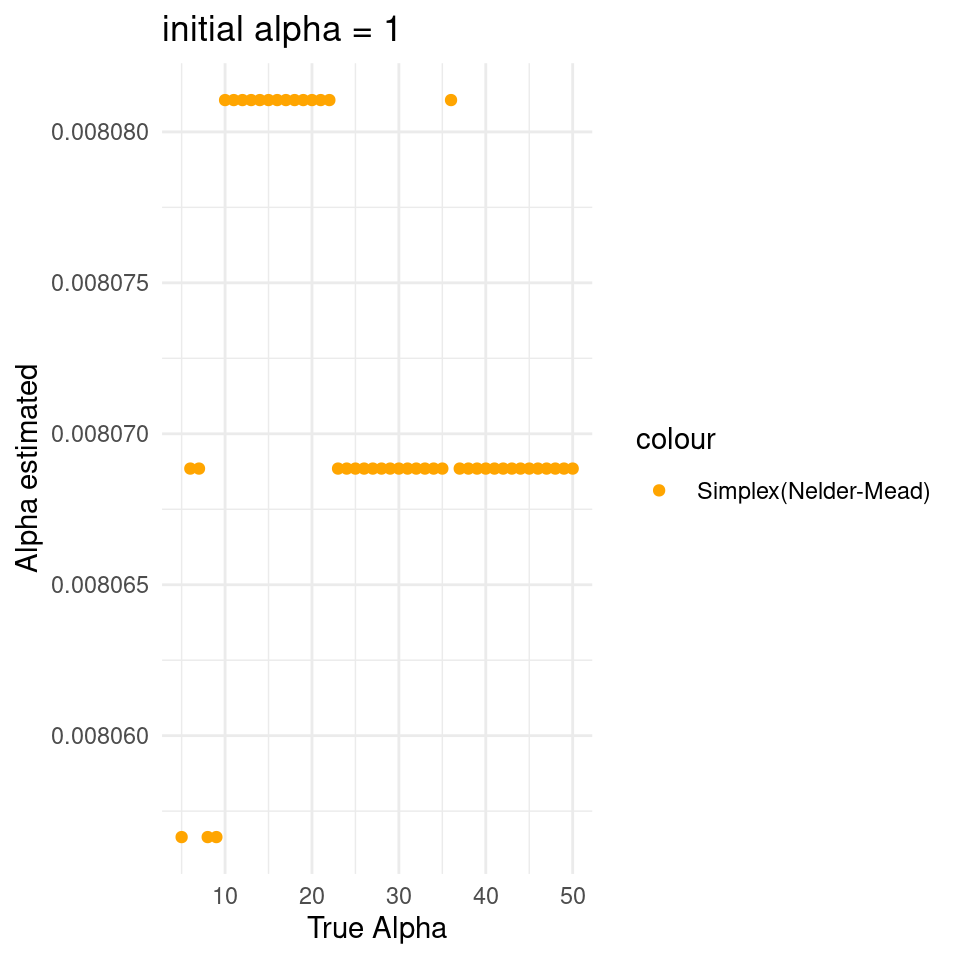 initial alpha = 1
0.008080
0.008075
0.008070
0.008065
0.008060
Alpha estimated
10 20 30 40 50
True Alpha
colour
Simplex(Nelder-Mead)